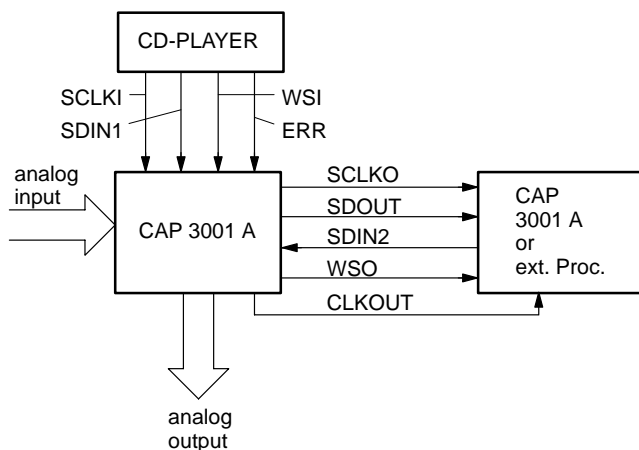 CD-PLAYER
SCLKI
WSI
SDIN1
ERR
analog
input
CAP 3001 A
SCLKO
SDOUT
SDIN2
WSO
CLKOUT
CAP
3001 A
or
ext. Proc.
analog
output